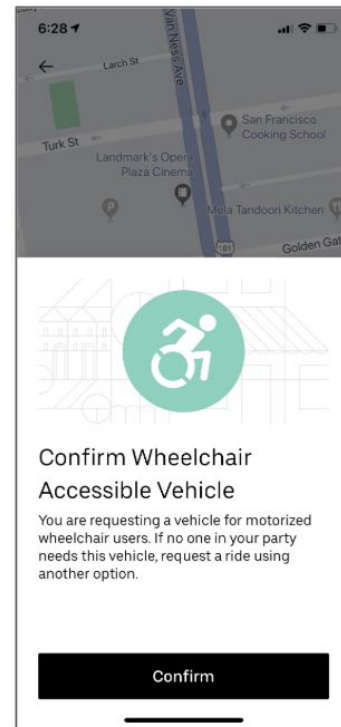 6:28
Larch St
Van Ness Ave
San Francisco
Cooking School
Turk St
Landmark's Opera
Plaza Cinema
P
Mela Tandoori Kitchen
101
Golden Gat
Confirm Wheelchair
Accessible Vehicle
You are requesting a vehicle for motorized
wheelchair users. If no one in your party
needs this vehicle, request a ride using
another option.
Confirm